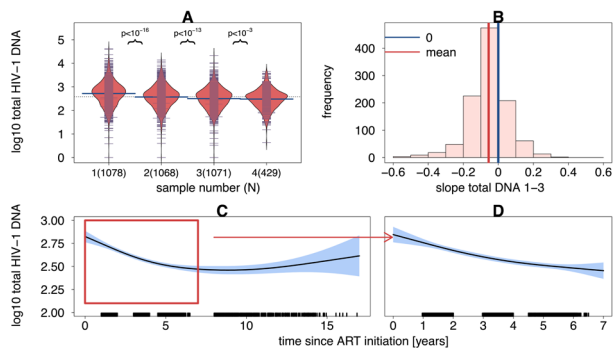 A
p<10⁻¹⁶ p<10⁻¹³ p<10⁻³
log10 total HIV−1 DNA
5
4
3
2
1
0
1(1078) 2(1068) 3(1071) 4(429)
sample number (N)
B
0
mean
frequency
400
300
200
100
0
−0.6 −0.4 −0.2 0.0 0.2 0.4 0.6
slope total DNA 1−3
C
log10 total HIV−1 DNA
3.00
2.75
2.50
2.25
2.00
0 5 10 15
D
0 1 2 3 4 5 6 7
time since ART initiation [years]